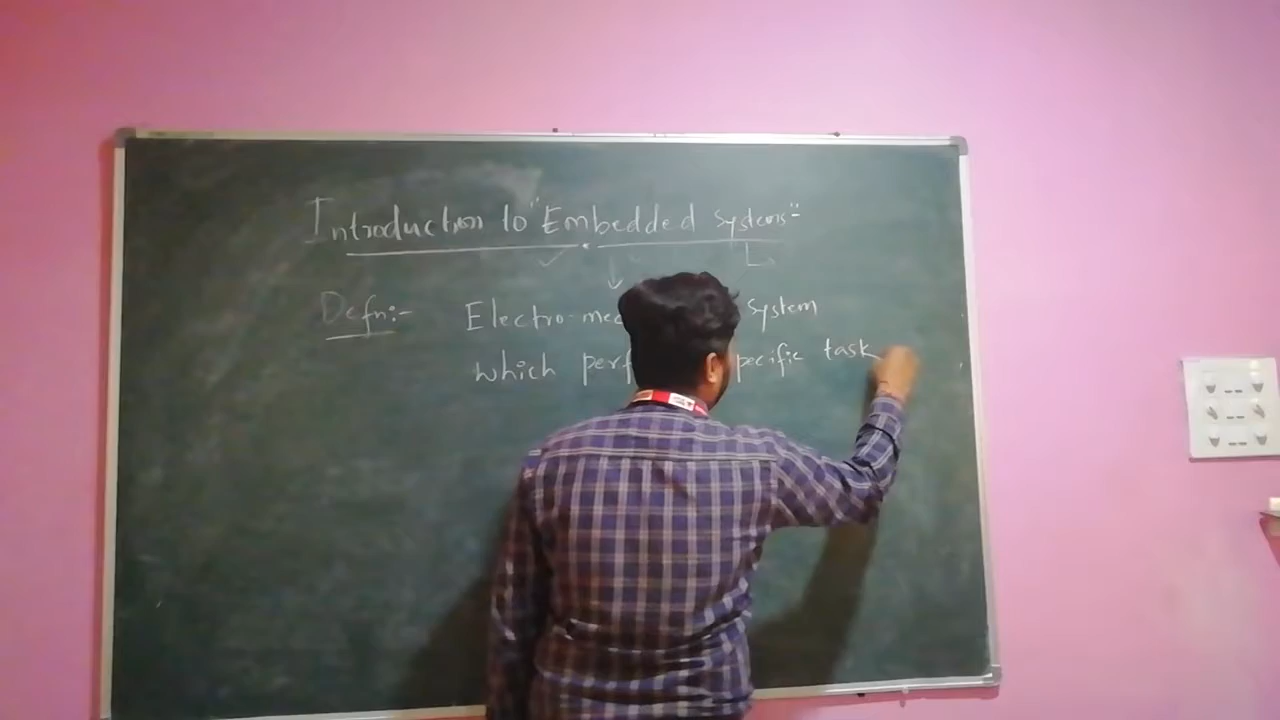 Introduction to "Embedded Systems"-
Defn:- Electro-mec system
which perf pecific task